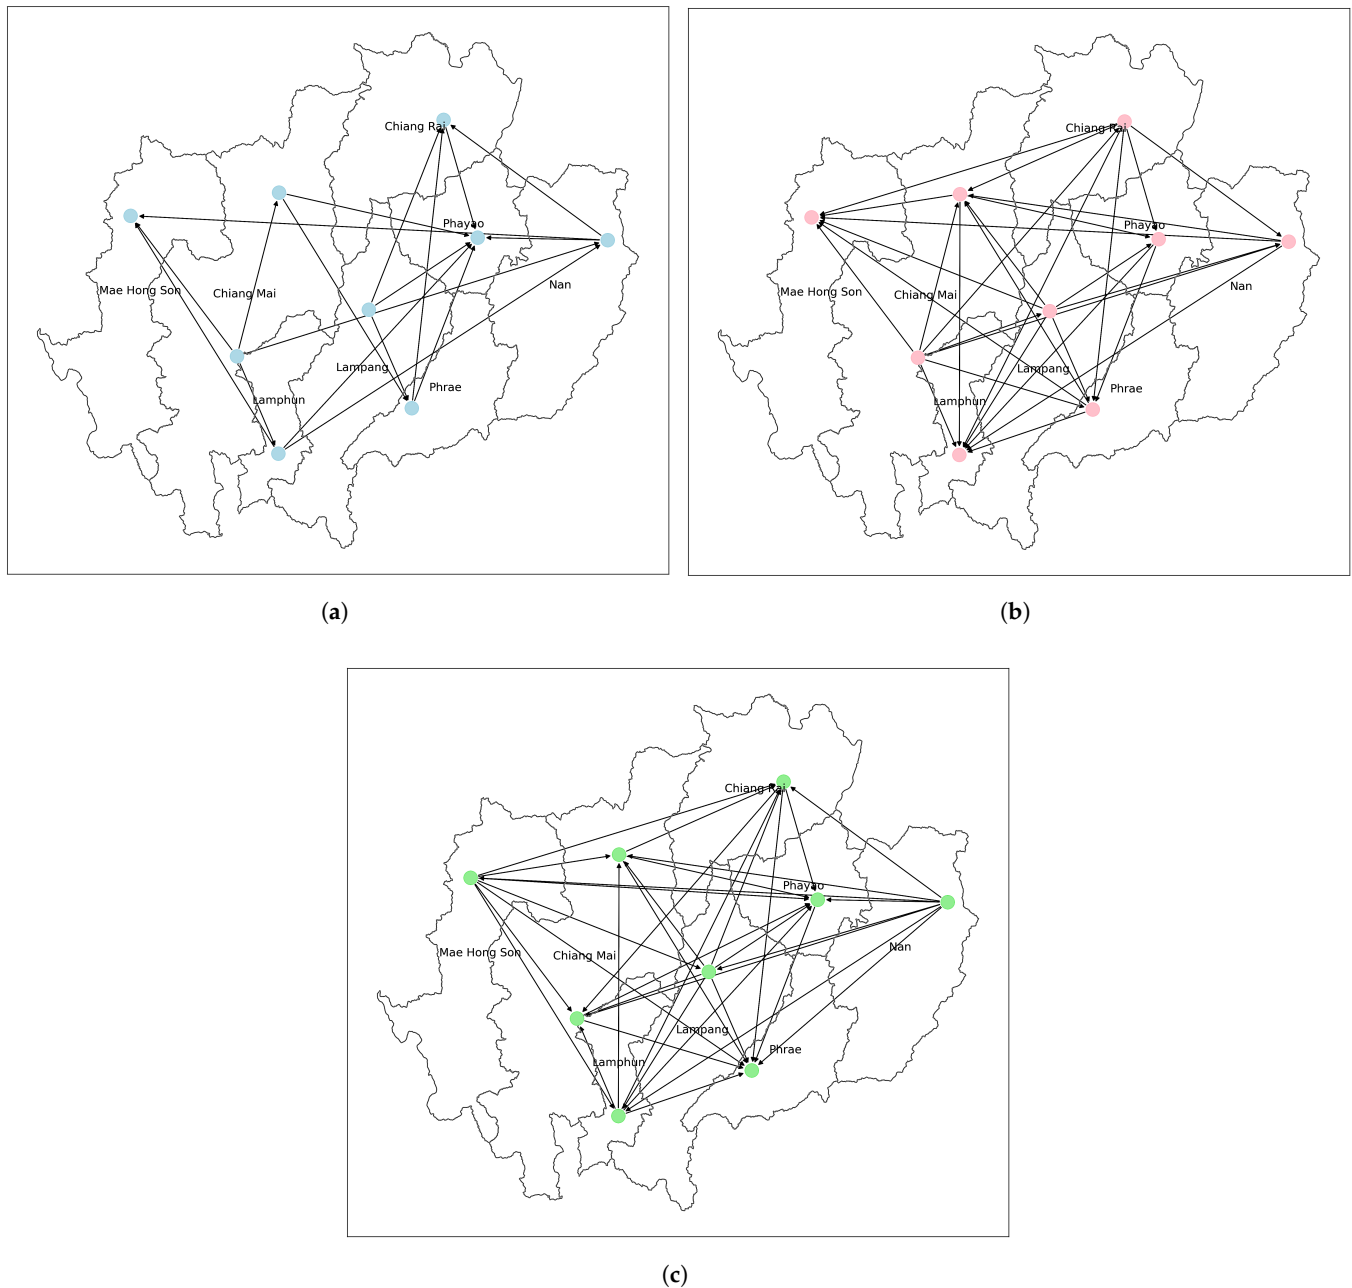 Chiang Rai
Phayao
Mae Hong Son
Chiang Mai
Nan
Lampang
Phrae
Lamphun
(a)
Chiang Rai
Phayao
Mae Hong Son
Chiang Mai
Nan
Lampang
Phrae
Lamphun
(b)
Chiang Rai
Phayao
Mae Hong Son
Chiang Mai
Nan
Lampang
Phrae
Lamphun
(c)